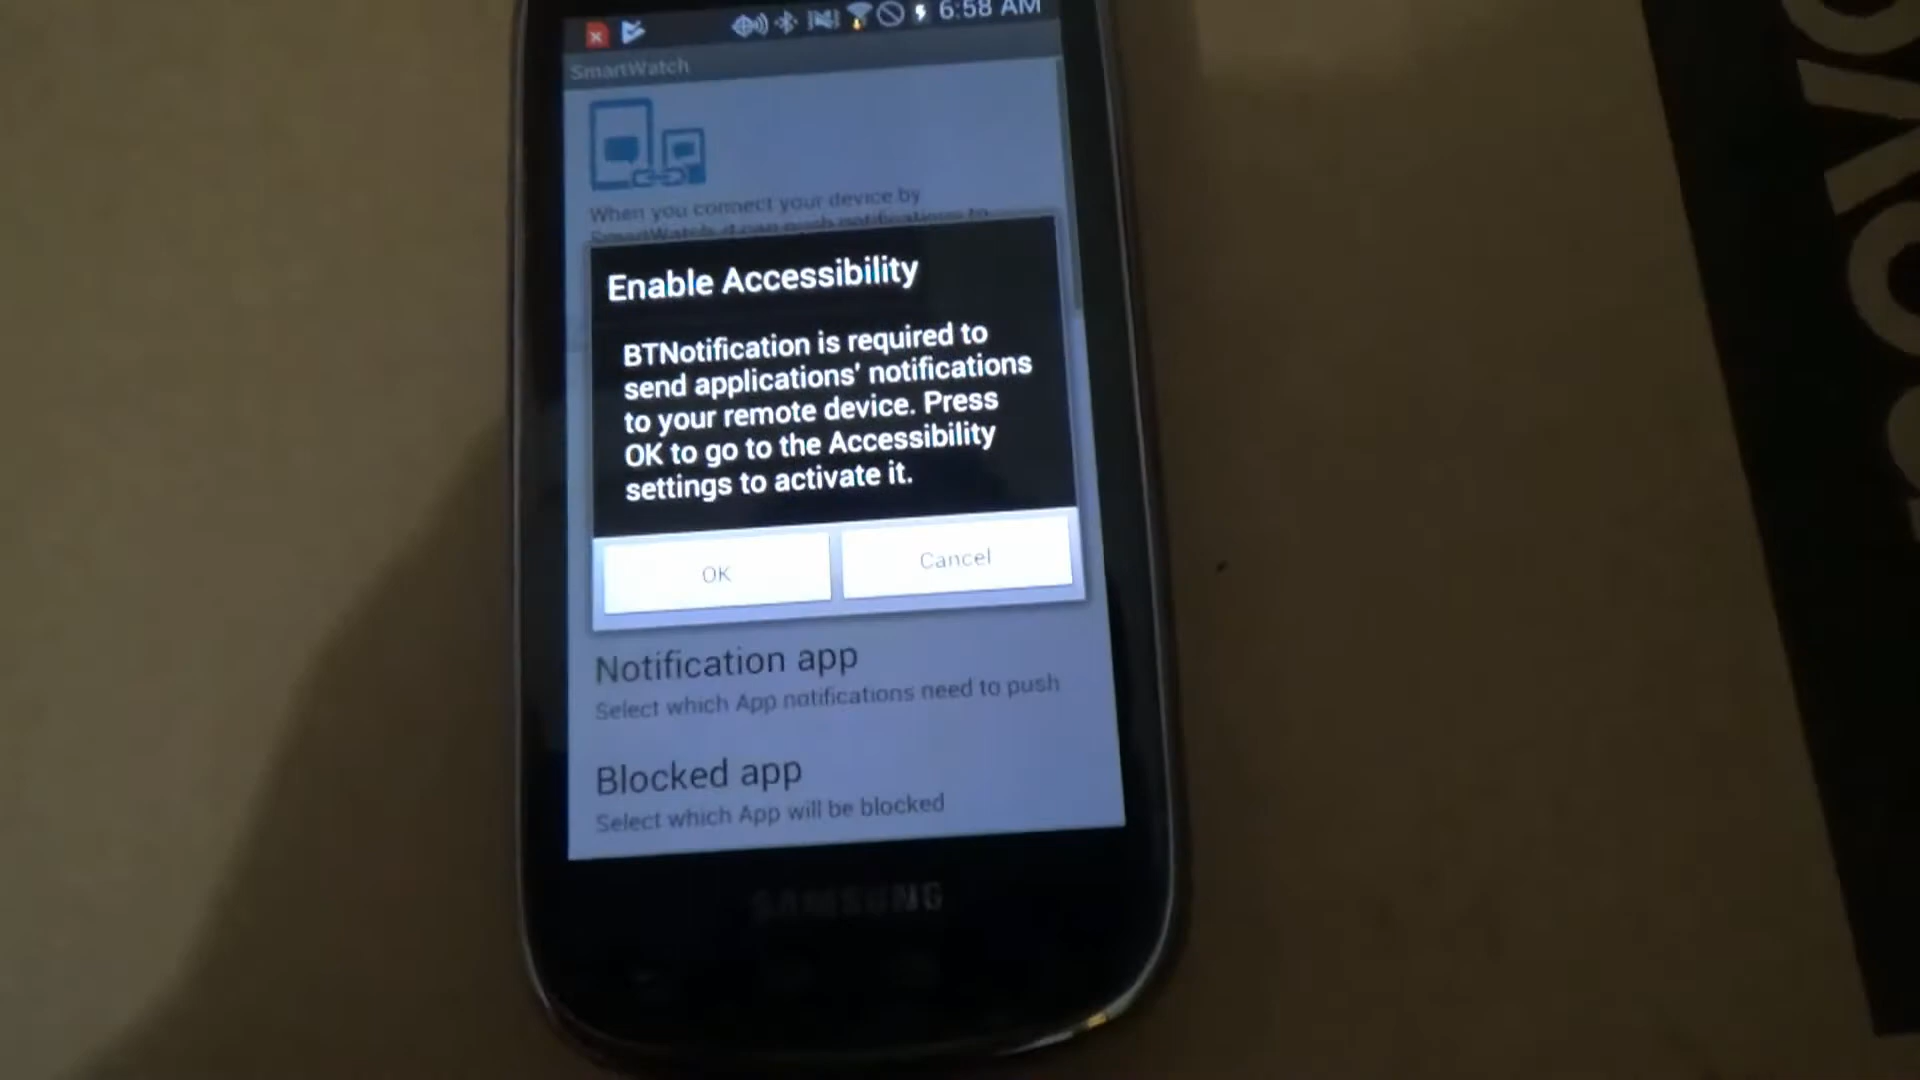 6:58 AM
SmartWatch
When you connect your device by
SmartWatch, it can push notifications to
Enable Accessibility
BTNotification is required to
send applications' notifications
to your remote device. Press
OK to go to the Accessibility
settings to activate it.
OK
Cancel
Notification app
Select which App notifications need to push
Blocked app
Select which App will be blocked
SAMSUNG